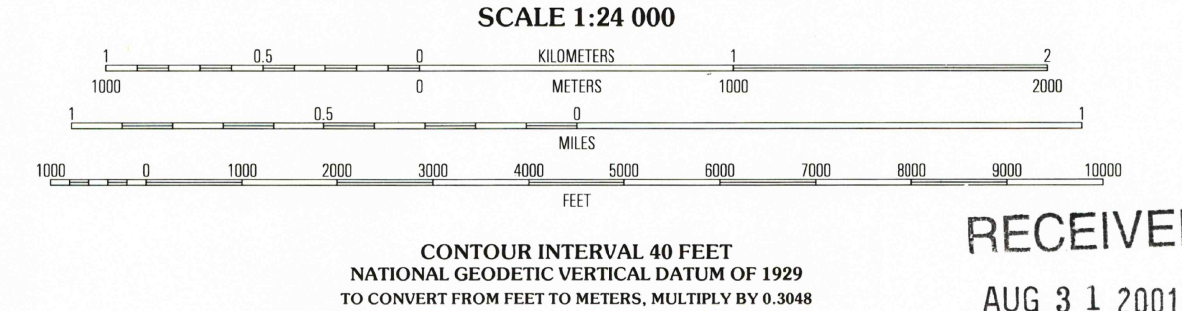 SCALE 1:24 000
1 0.5 0 KILOMETERS 1 2
1000 0 METERS 1000 2000
1 0.5 0 1
MILES
1000 0 1000 2000 3000 4000 5000 6000 7000 8000 9000 10000
FEET
CONTOUR INTERVAL 40 FEET
NATIONAL GEODETIC VERTICAL DATUM OF 1929
TO CONVERT FROM FEET TO METERS, MULTIPLY BY 0.3048
RECEIVE
AUG 3 1 2001